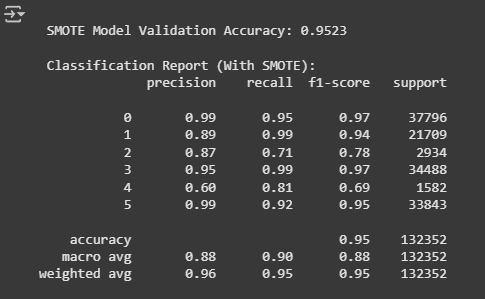 SMOTE Model Validation Accuracy: 0.9523
Classification Report (With SMOTE):
precision recall f1-score support
0 0.99 0.95 0.97 37796
1 0.89 0.99 0.94 21709
2 0.87 0.71 0.78 2934
3 0.95 0.99 0.97 34488
4 0.60 0.81 0.69 1582
5 0.99 0.92 0.95 33843
accuracy 0.95 132352
macro avg 0.88 0.90 0.88 132352
weighted avg 0.96 0.95 0.95 132352